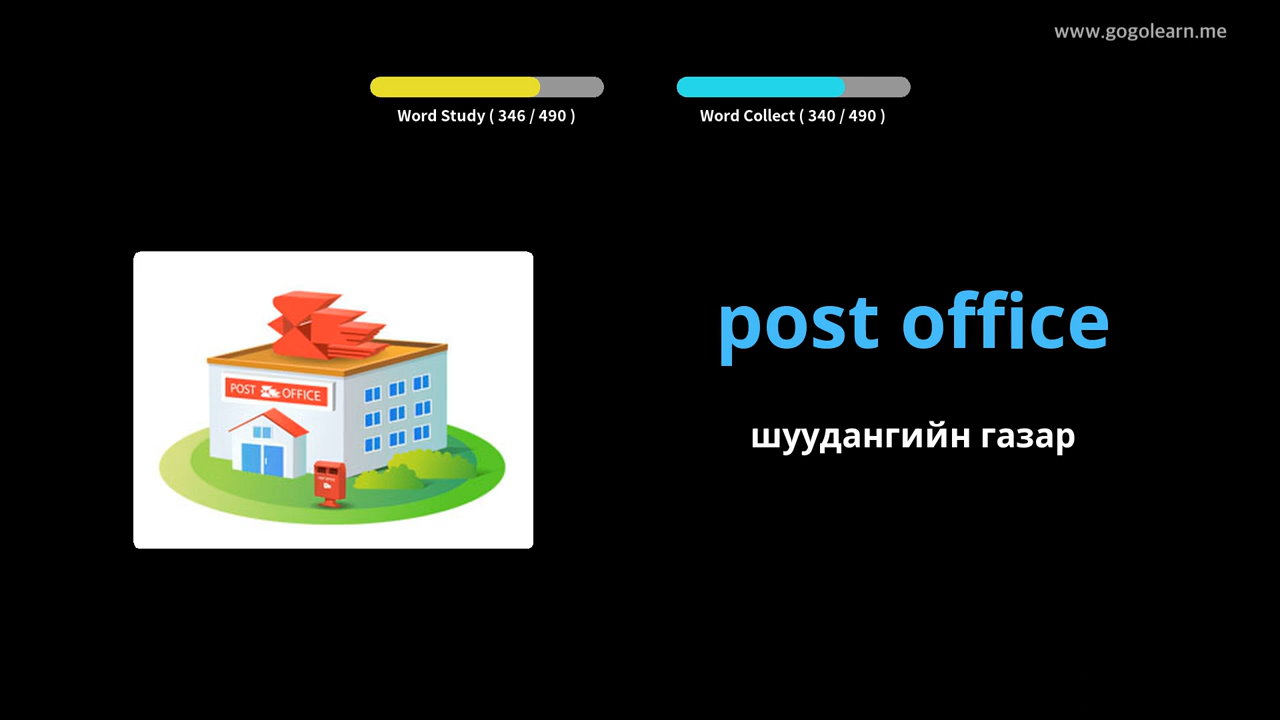 www.gogolearn.me
Word Study ( 346 / 490 )
Word Collect ( 340 / 490 )
POST OFFICE
post office
шуудангийн газар